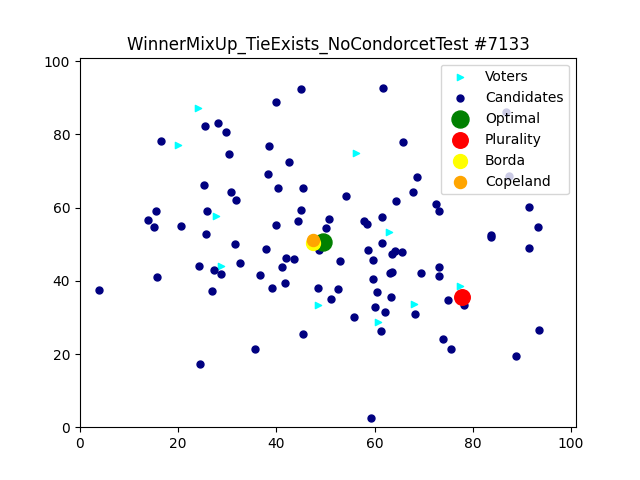 WinnerMixUp_TieExists_NoCondorcetTest #7133
Voters
Candidates
Optimal
Plurality
Borda
Copeland
100
80
60
40
20
0
0 20 40 60 80 100